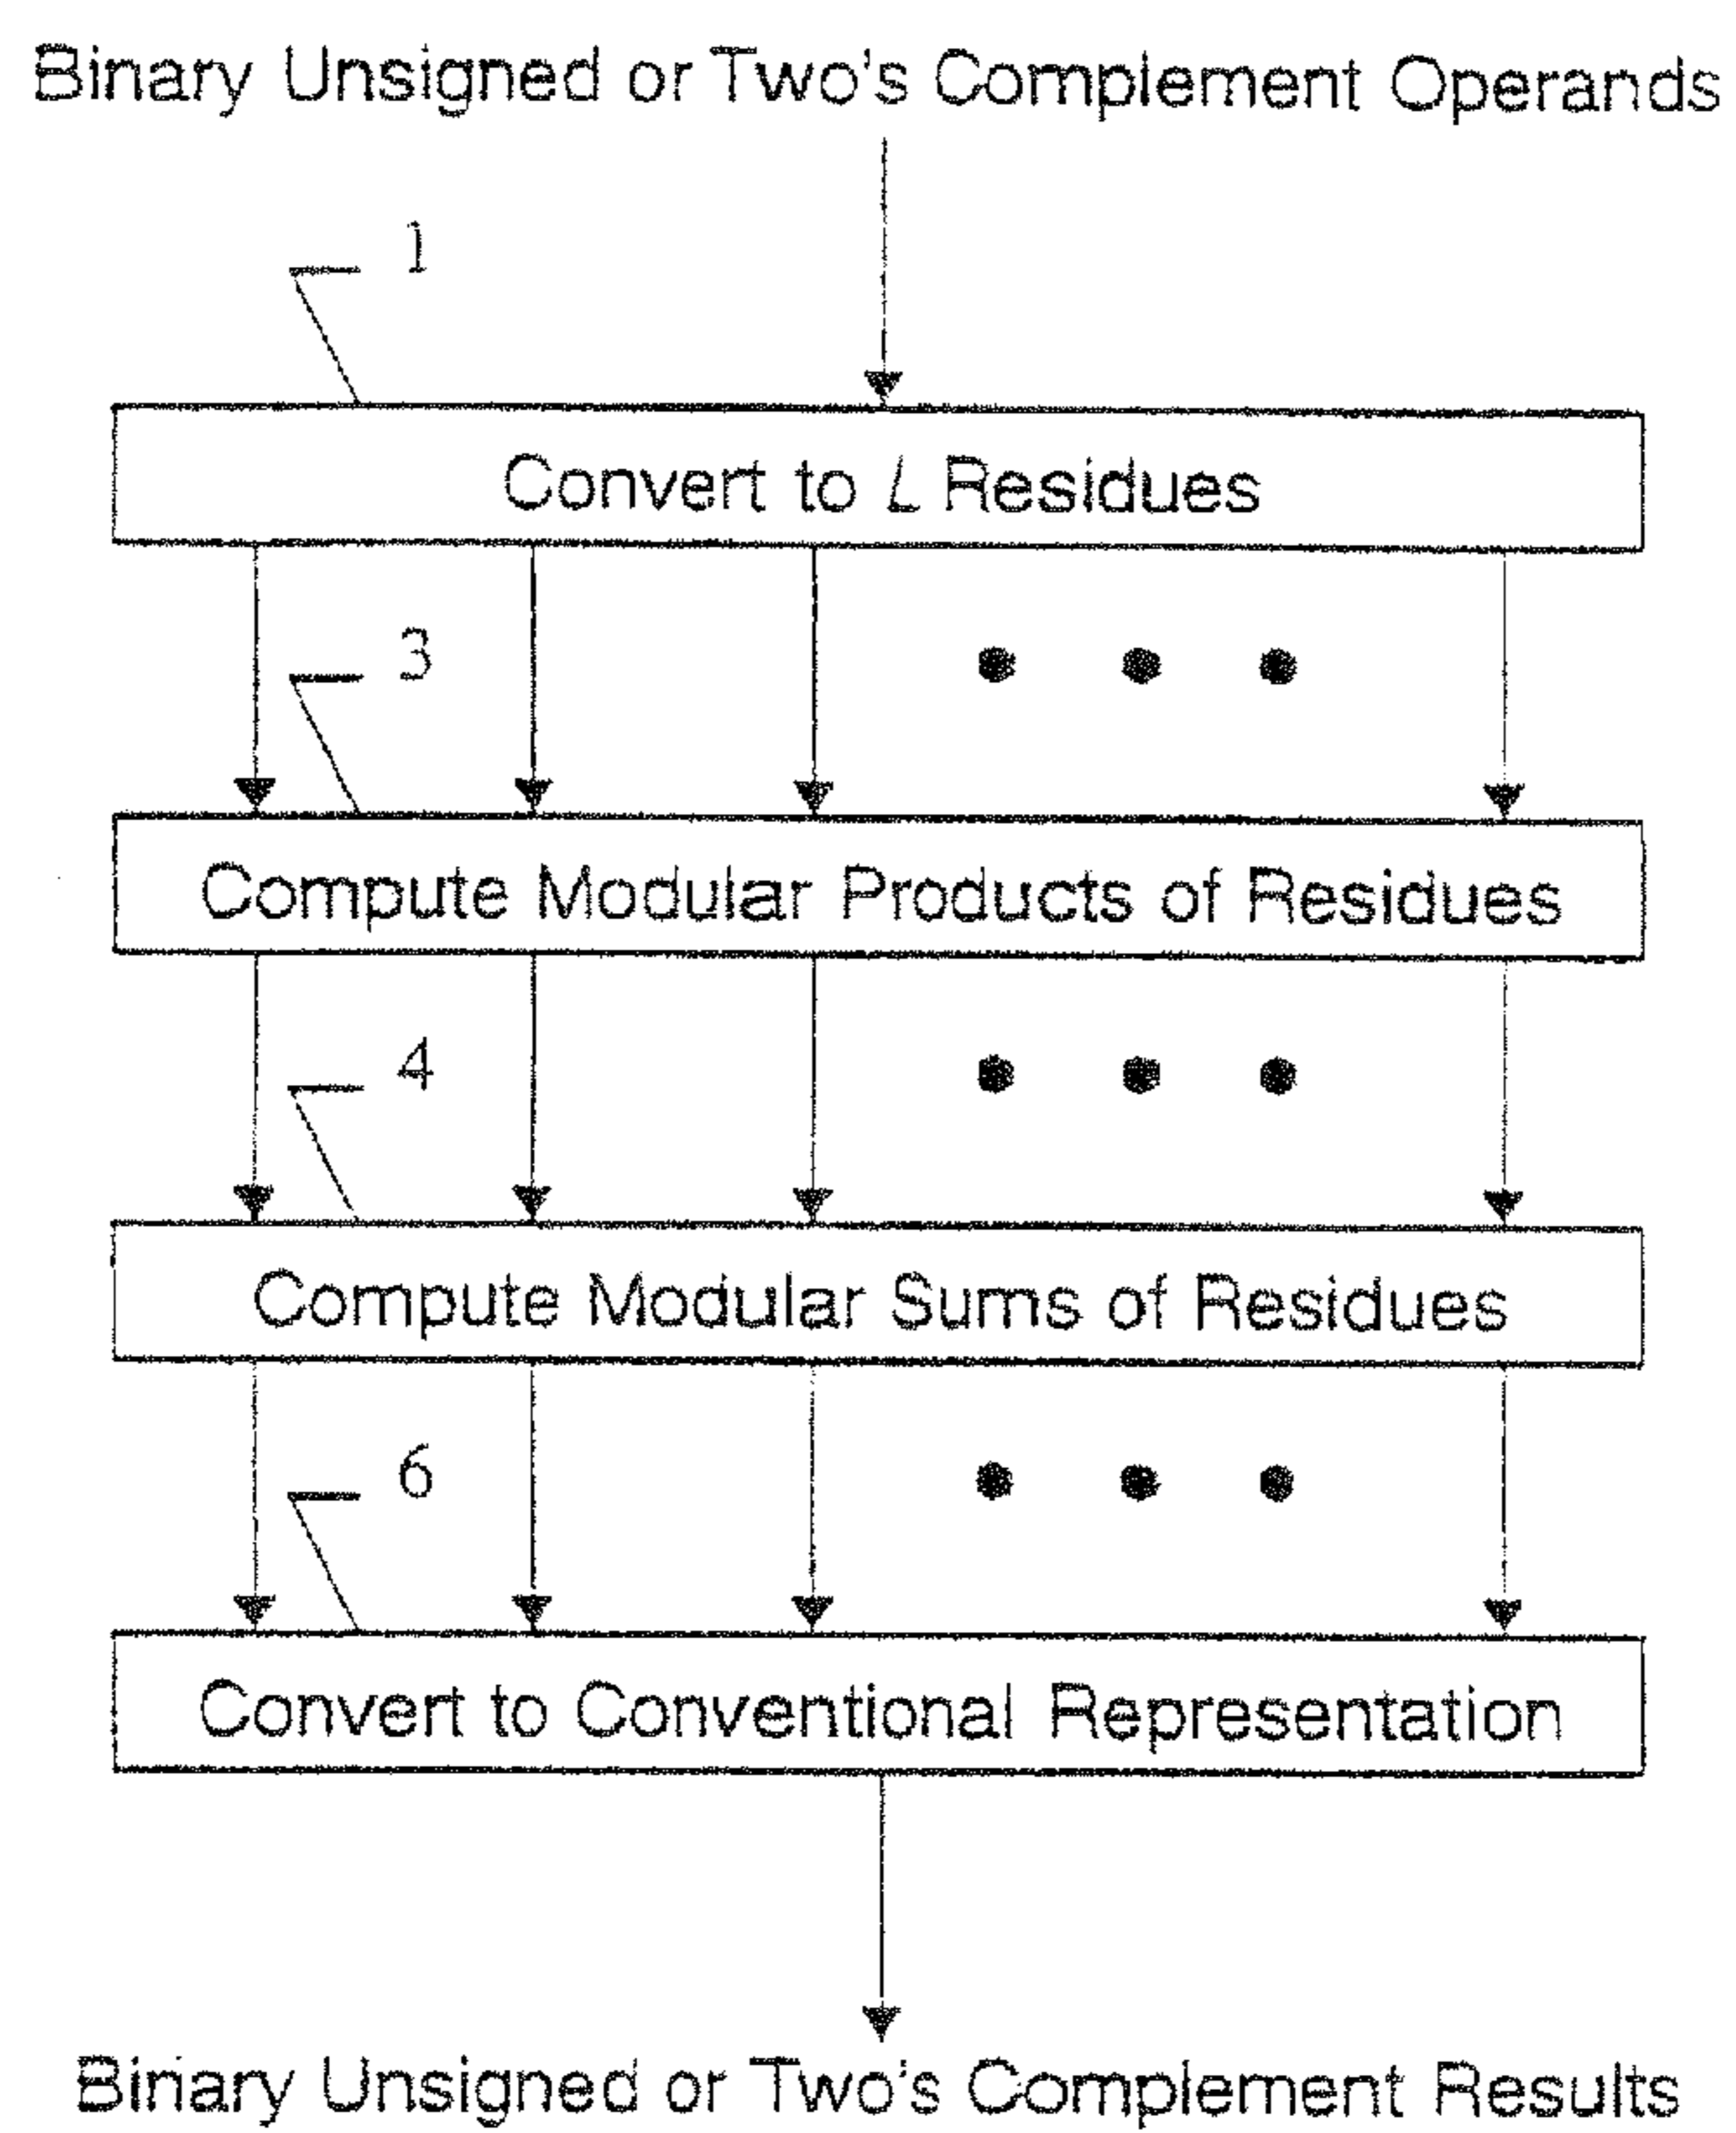 Binary Unsigned or Two's Complement Operands
1
Convert to L Residues
3
Compute Modular Products of Residues
4
Compute Modular Sums of Residues
6
Convert to Conventional Representation
Binary Unsigned or Two's Complement Results